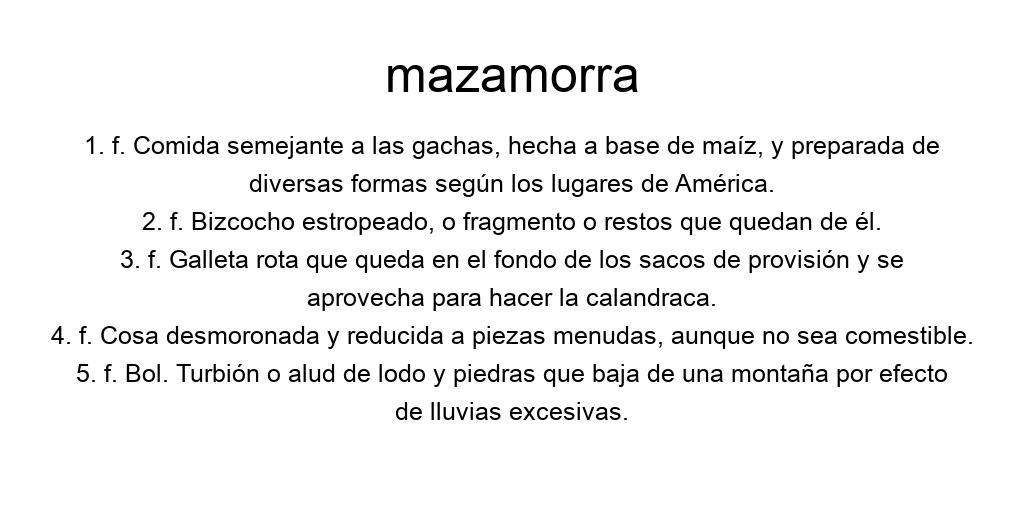 mazamorra
1. f. Comida semejante a las gachas, hecha a base de maíz, y preparada de
diversas formas según los lugares de América.
2. f. Bizcocho estropeado, o fragmento o restos que quedan de él.
3. f. Galleta rota que queda en el fondo de los sacos de provisión y se
aprovecha para hacer la calandraca.
4. f. Cosa desmoronada y reducida a piezas menudas, aunque no sea comestible.
5. f. Bol. Turbión o alud de lodo y piedras que baja de una montaña por efecto
de lluvias excesivas.